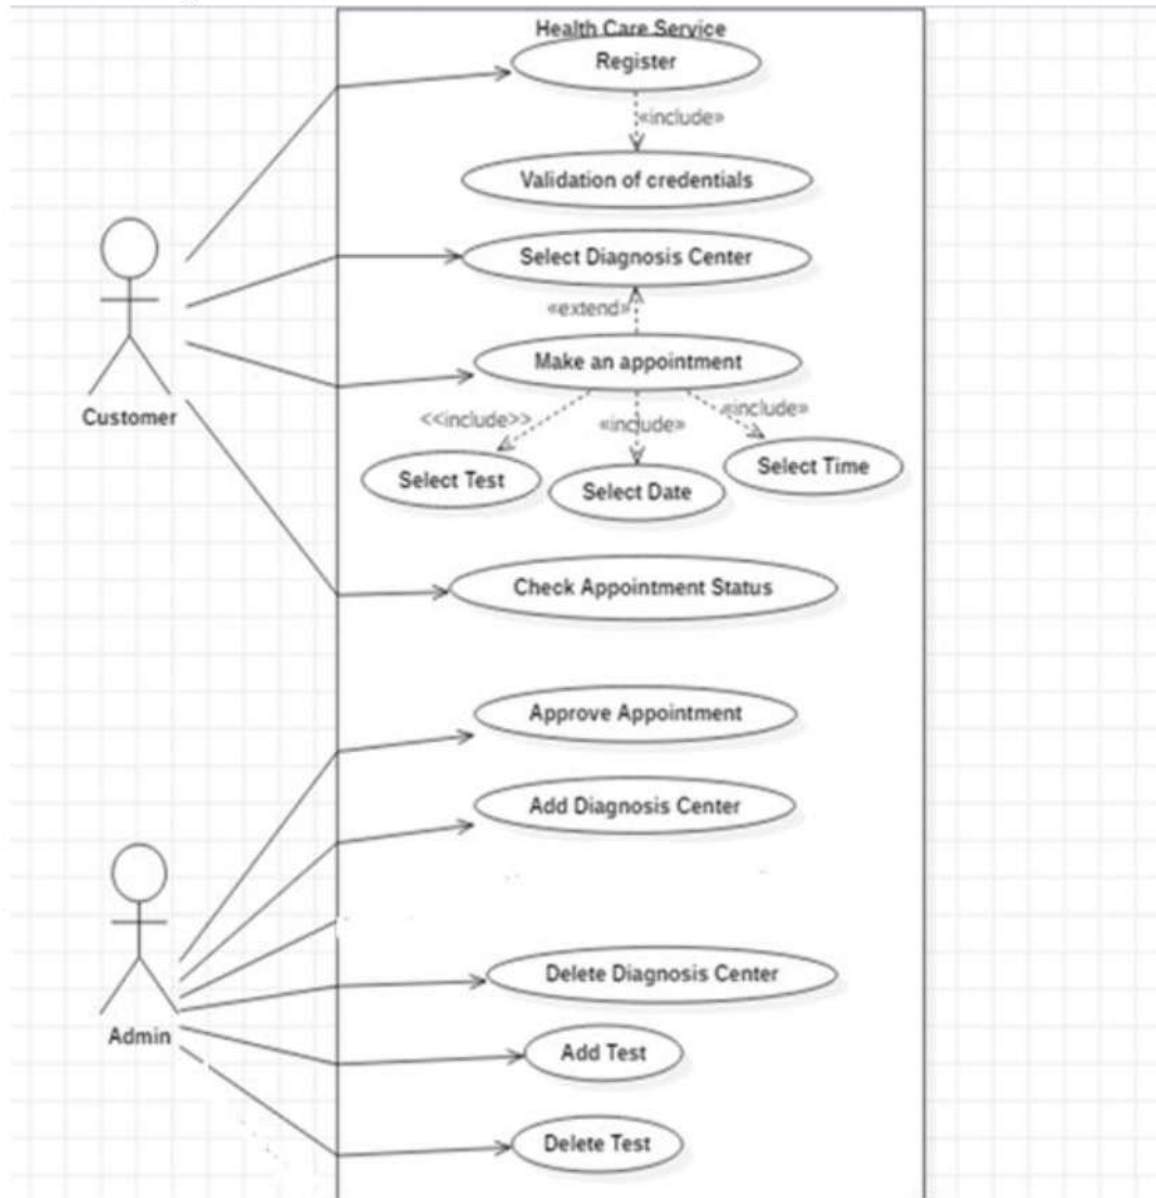 Health Care Service
Register
«include»
Validation of credentials
Select Diagnosis Center
«extend»
Make an appointment
Customer
<<include>>
«include»
«include»
Select Test
Select Date
Select Time
Check Appointment Status
Approve Appointment
Add Diagnosis Center
Delete Diagnosis Center
Admin
Add Test
Delete Test